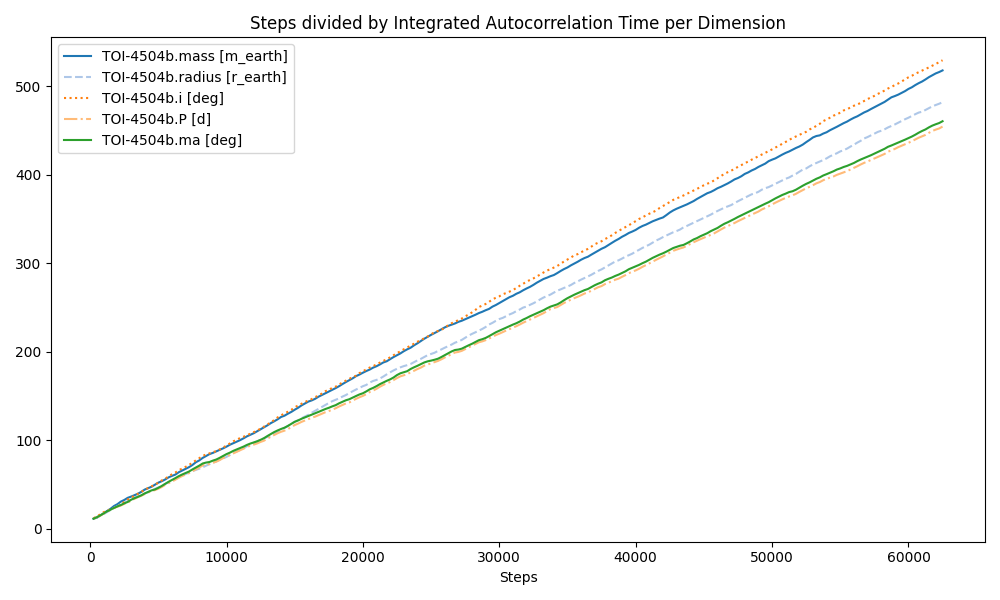 Steps divided by Integrated Autocorrelation Time per Dimension
TOI-4504b.mass [m_earth]
TOI-4504b.radius [r_earth]
TOI-4504b.i [deg]
TOI-4504b.P [d]
TOI-4504b.ma [deg]
500
400
300
200
100
0
0 10000 20000 30000 40000 50000 60000
Steps